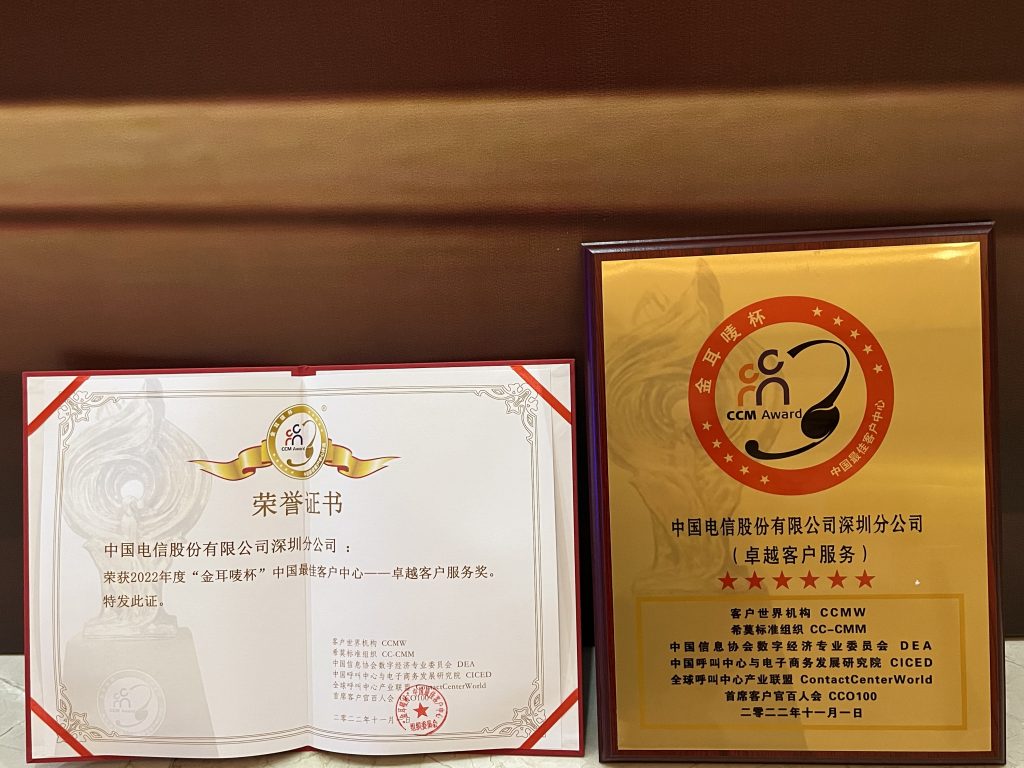 CCM Award
荣誉证书
中国电信股份有限公司深圳分公司：
荣获2022年度“金耳唛杯”中国最佳客户中心——卓越客户服务奖。
特发此证。
客户世界机构 CCMW
希莫标准组织 CC-CMM
中国信息协会数字经济专业委员会 DEA
中国呼叫中心与电子商务发展研究院 CICED
全球呼叫中心产业联盟 ContactCenterWorld
首席客户官百人会 CCO100
二〇二二年十一月一日
金耳唛杯
CCM Award
中国最佳客户中心
中国电信股份有限公司深圳分公司
（卓越客户服务）
客户世界机构 CCMW
希莫标准组织 CC-CMM
中国信息协会数字经济专业委员会 DEA
中国呼叫中心与电子商务发展研究院 CICED
全球呼叫中心产业联盟 ContactCenterWorld
首席客户官百人会 CCO100
二〇二二年十一月一日